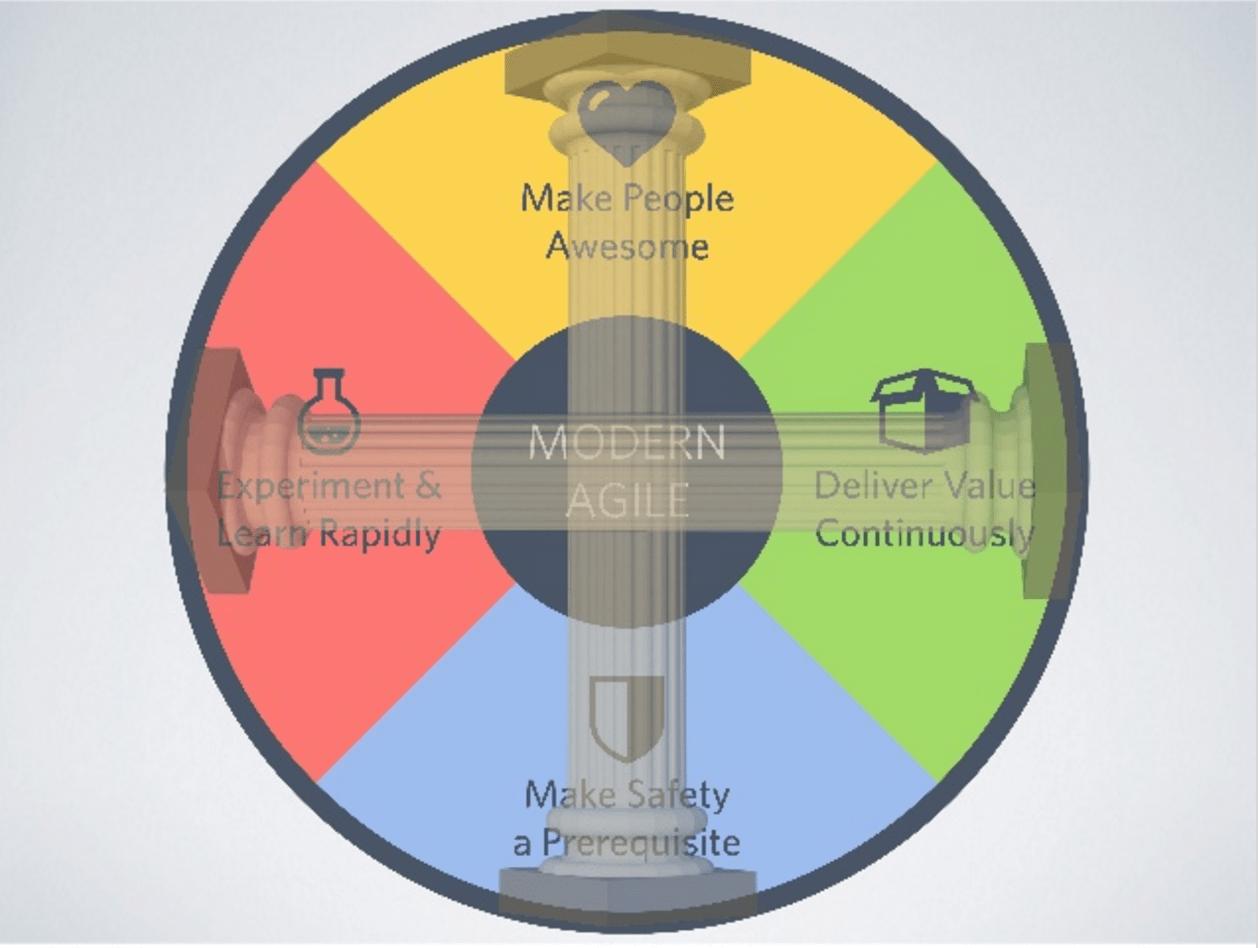 Make People
Awesome
Experiment &
Learn Rapidly
MODERN
AGILE
Deliver Value
Continuously
Make Safety
a Prerequisite